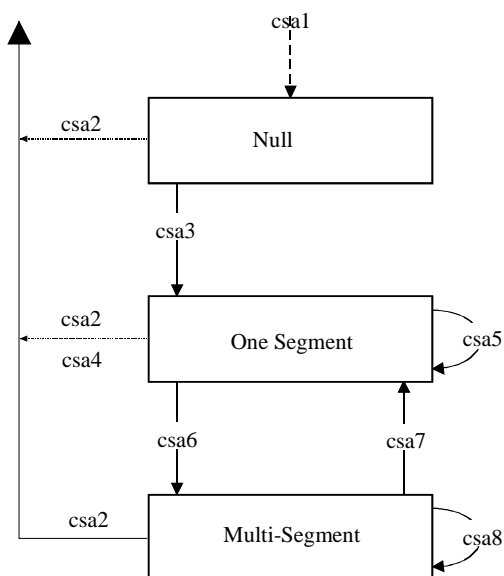 csa1
csa2
Null
csa3
csa2
One Segment
csa5
csa4
csa6
csa7
csa2
Multi-Segment
csa8